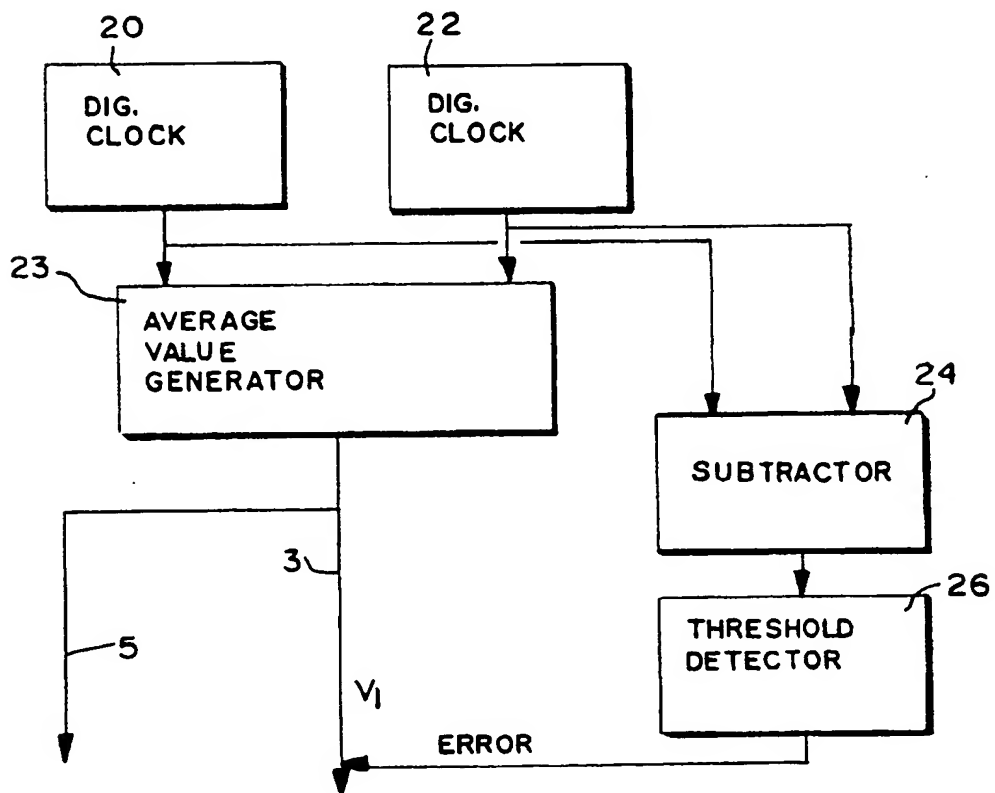 20
22
DIG.
CLOCK
DIG.
CLOCK
23
AVERAGE
VALUE
GENERATOR
24
SUBTRACTOR
3
26
THRESHOLD
DETECTOR
5
V1
ERROR